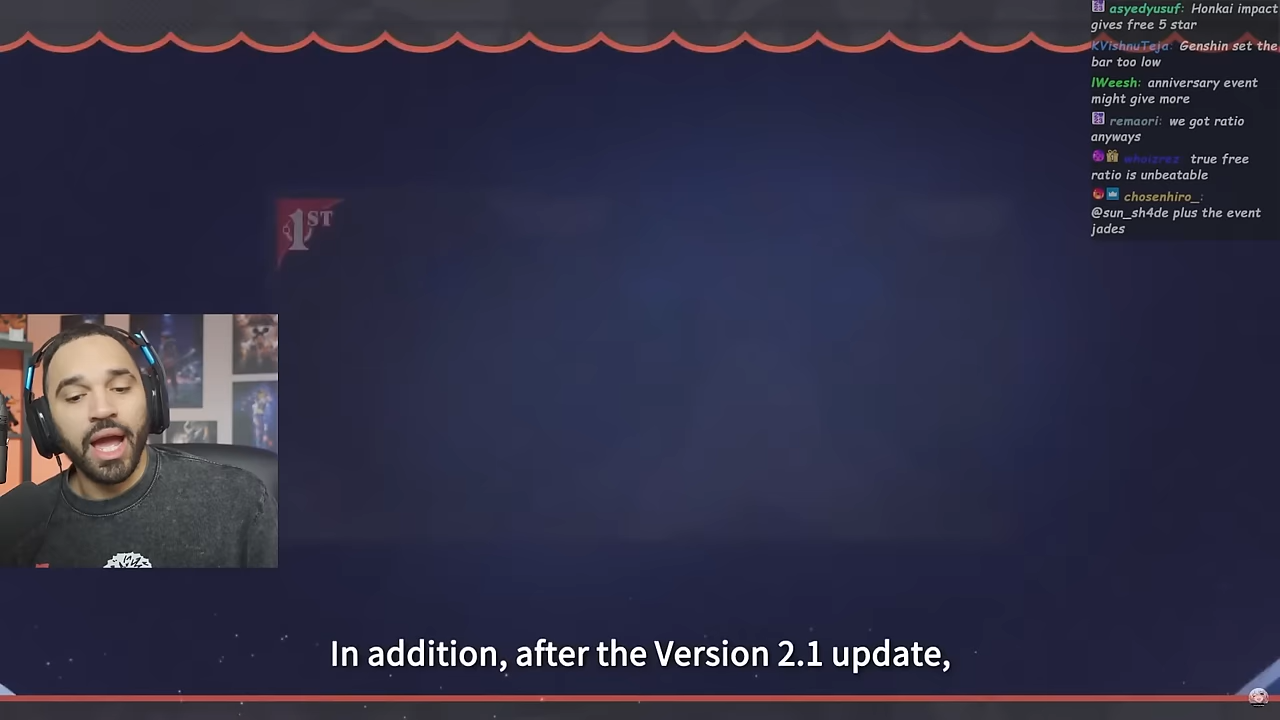 asyedyusuf: Honkai impact
gives free 5 star
KVishnuTeja: Genshin set the
bar too low
IWeesh: anniversary event
might give more
remaori: we got ratio
anyways
whoizrez true free
ratio is unbeatable
chosenhiro_:
@sun_sh4de plus the event
jades
1ST
In addition, after the Version 2.1 update,